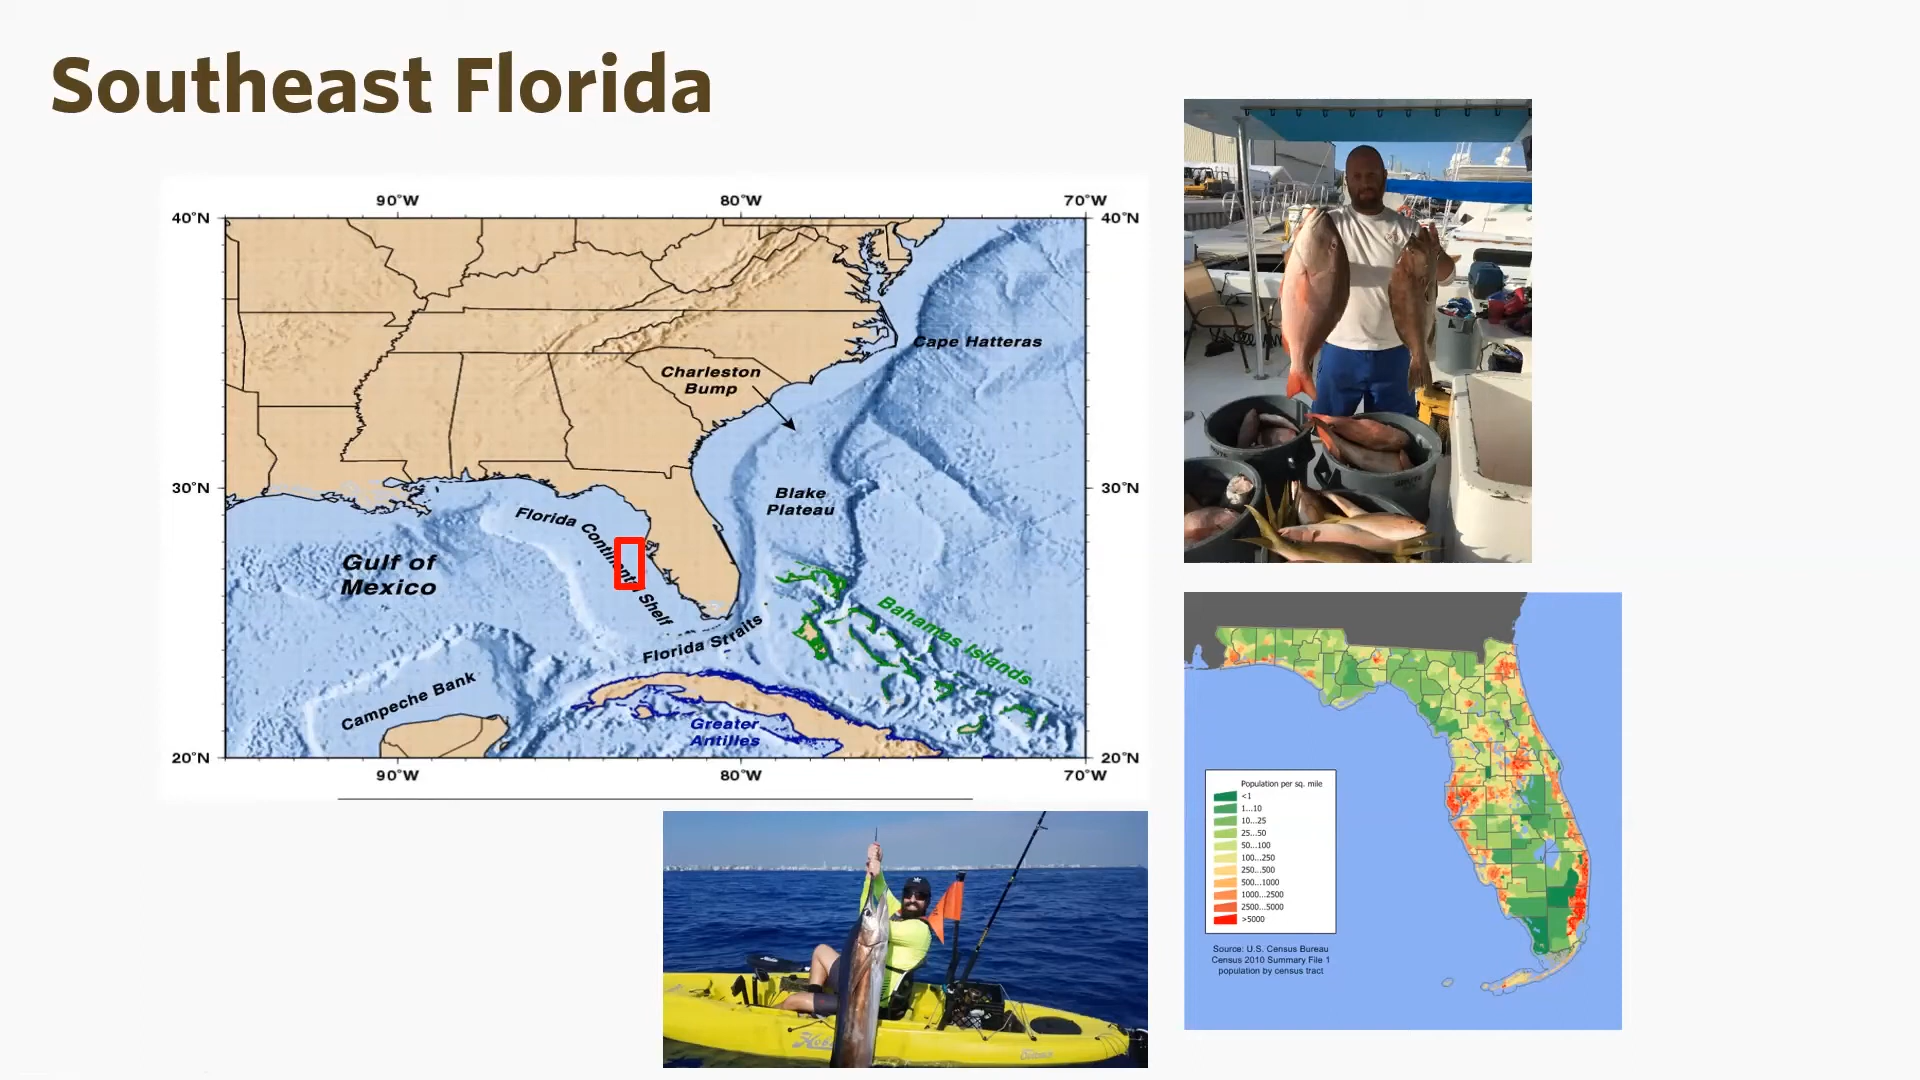 Southeast Florida
90°W
80°W
70°W
40°N
40°N
Cape Hatteras
Charleston
Bump
30°N
30°N
Blake
Plateau
Florida Continental Shelf
Gulf of
Mexico
Bahamas Islands
Florida Straits
Campeche Bank
Greater
Antilles
20°N
20°N
90°W
80°W
70°W
Population per sq. mile
<1
1...10
10...25
25...50
50...100
100...250
250...500
500...1000
1000...2500
2500...5000
>5000
Source: U.S. Census Bureau
Census 2010 Summary File 1
population by census tract